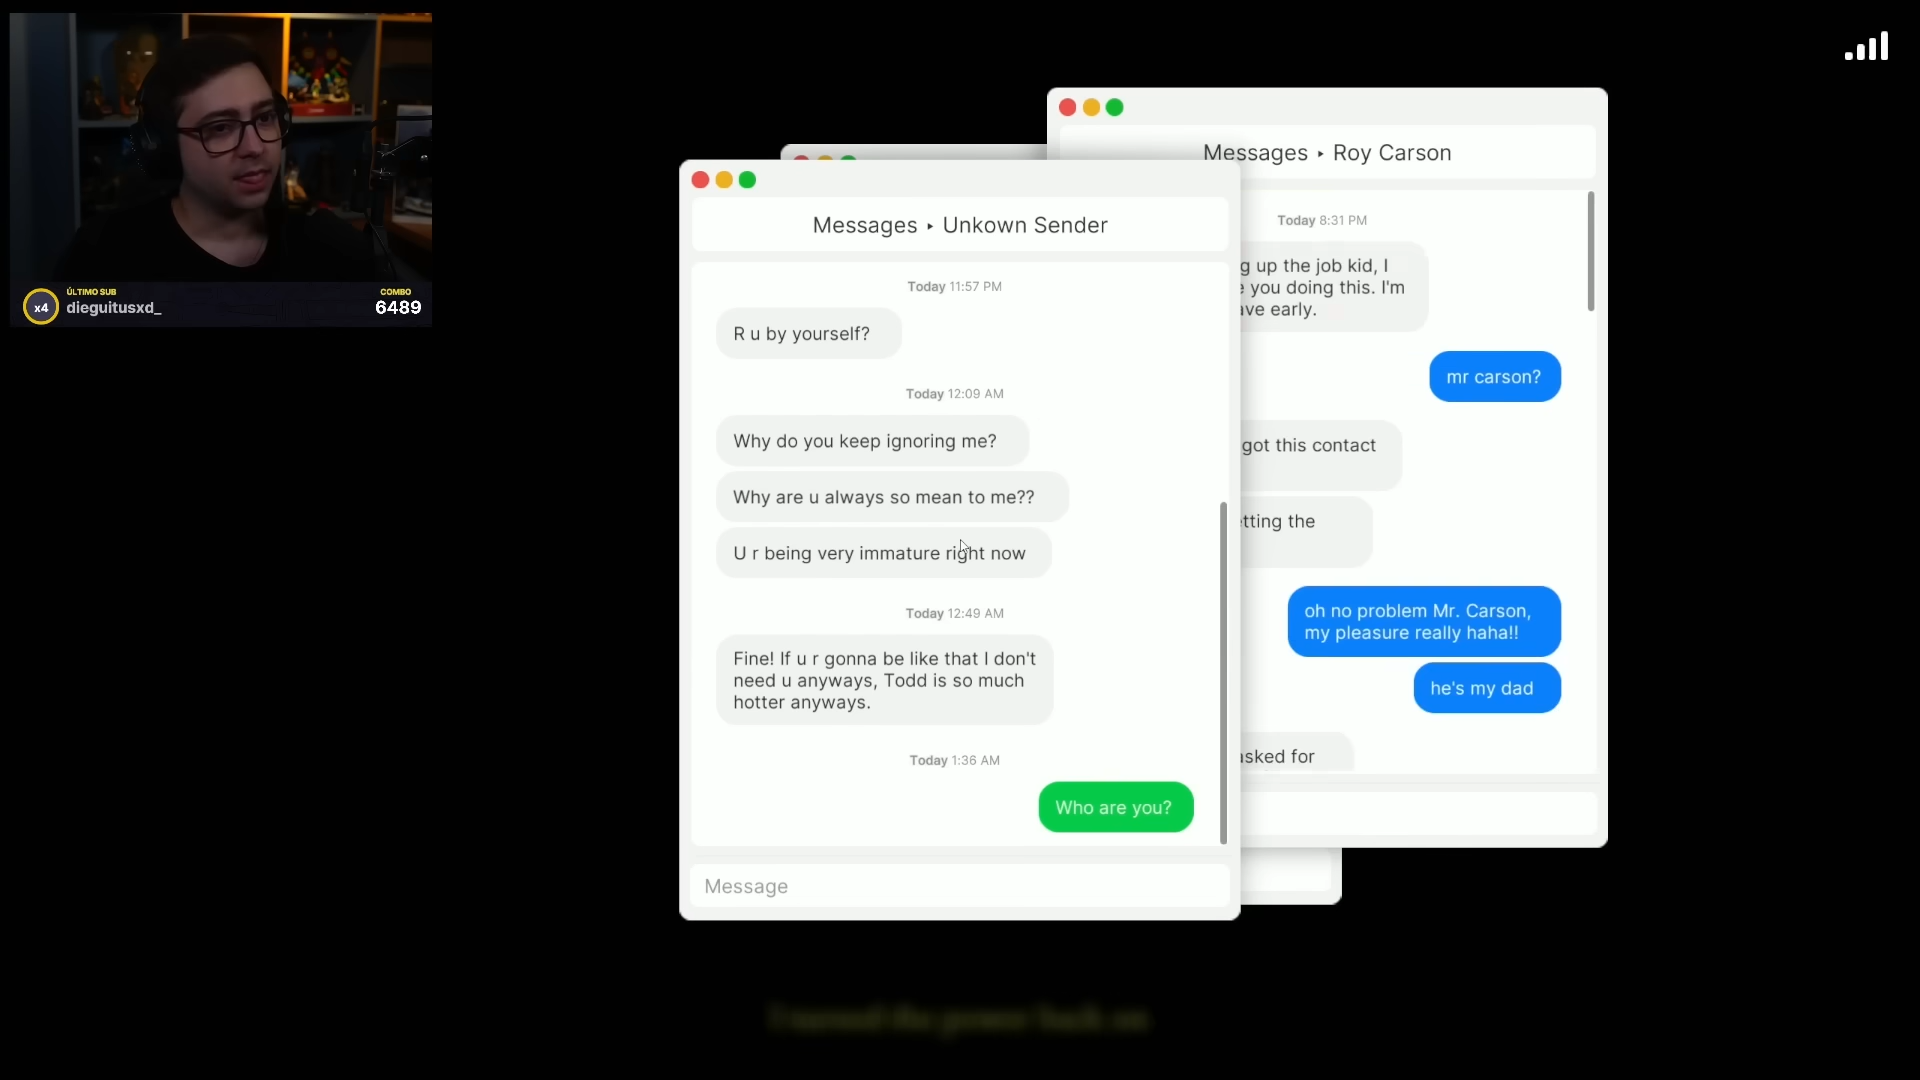 x4
ÚLTIMO SUB
dieguitusxd_
COMBO
6489
Messages ▸ Unkown Sender
Today 11:57 PM
R u by yourself?
Today 12:09 AM
Why do you keep ignoring me?
Why are u always so mean to me??
U r being very immature right now
Today 12:49 AM
Fine! If u r gonna be like that I don't
need u anyways, Todd is so much
hotter anyways.
Today 1:36 AM
Who are you?
Message
Messages ▸ Roy Carson
Today 8:31 PM
up the job kid, I
you doing this. I'm
early.
mr carson?
got this contact
the
oh no problem Mr. Carson,
my pleasure really haha!!
he's my dad
asked for
I turned the power back on